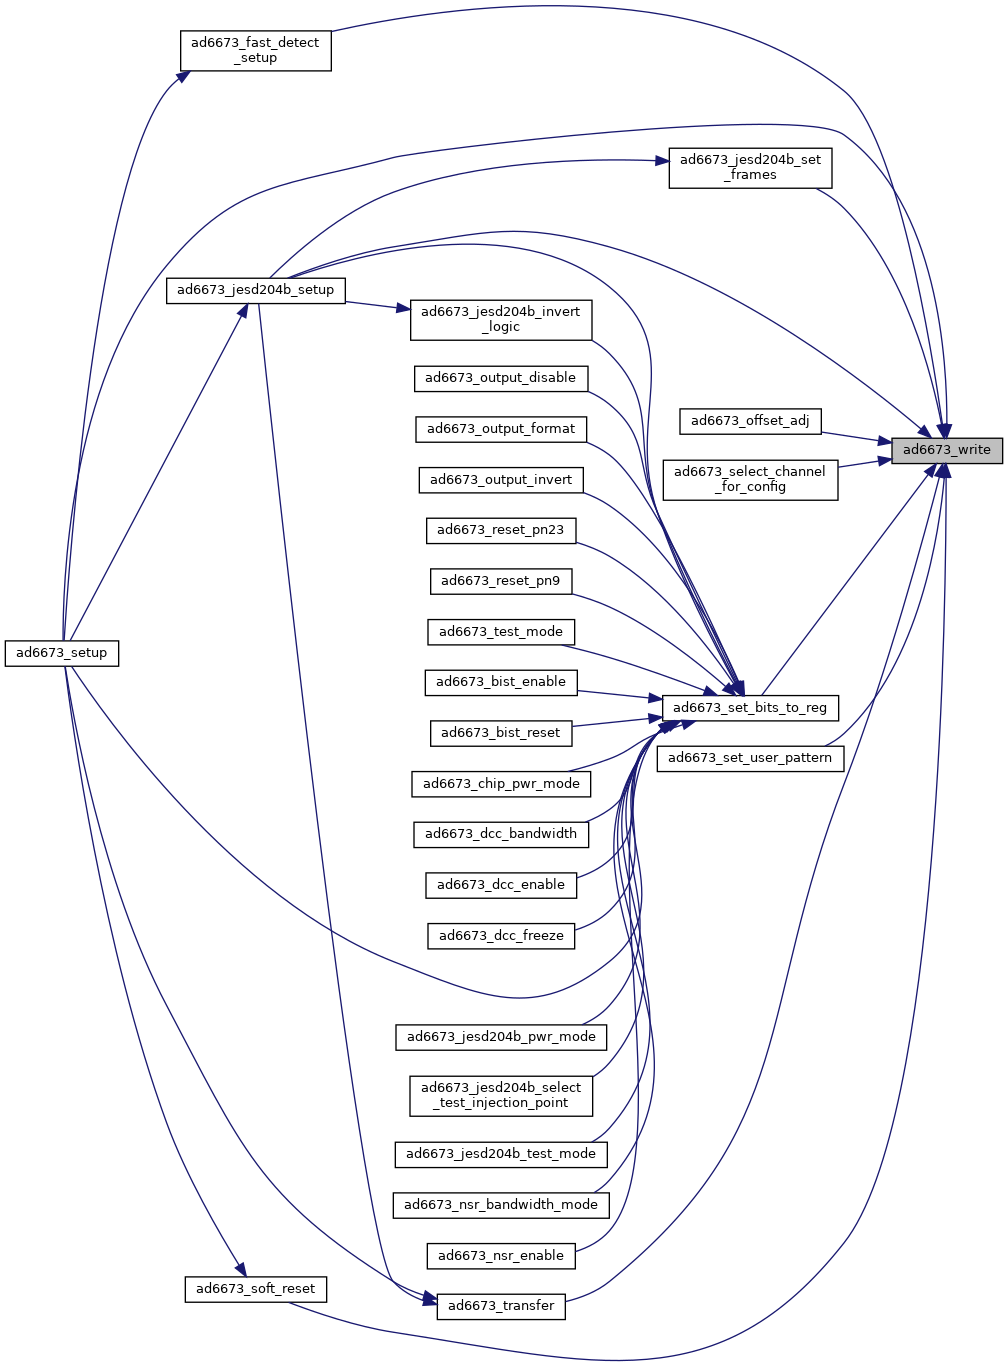 ad6673_fast_detect
_setup
ad6673_jesd204b_set
_frames
ad6673_jesd204b_setup
ad6673_jesd204b_invert
_logic
ad6673_output_disable
ad6673_offset_adj
ad6673_output_format
ad6673_write
ad6673_select_channel
_for_config
ad6673_output_invert
ad6673_reset_pn23
ad6673_reset_pn9
ad6673_test_mode
ad6673_setup
ad6673_bist_enable
ad6673_set_bits_to_reg
ad6673_bist_reset
ad6673_set_user_pattern
ad6673_chip_pwr_mode
ad6673_dcc_bandwidth
ad6673_dcc_enable
ad6673_dcc_freeze
ad6673_jesd204b_pwr_mode
ad6673_jesd204b_select
_test_injection_point
ad6673_jesd204b_test_mode
ad6673_nsr_bandwidth_mode
ad6673_nsr_enable
ad6673_soft_reset
ad6673_transfer